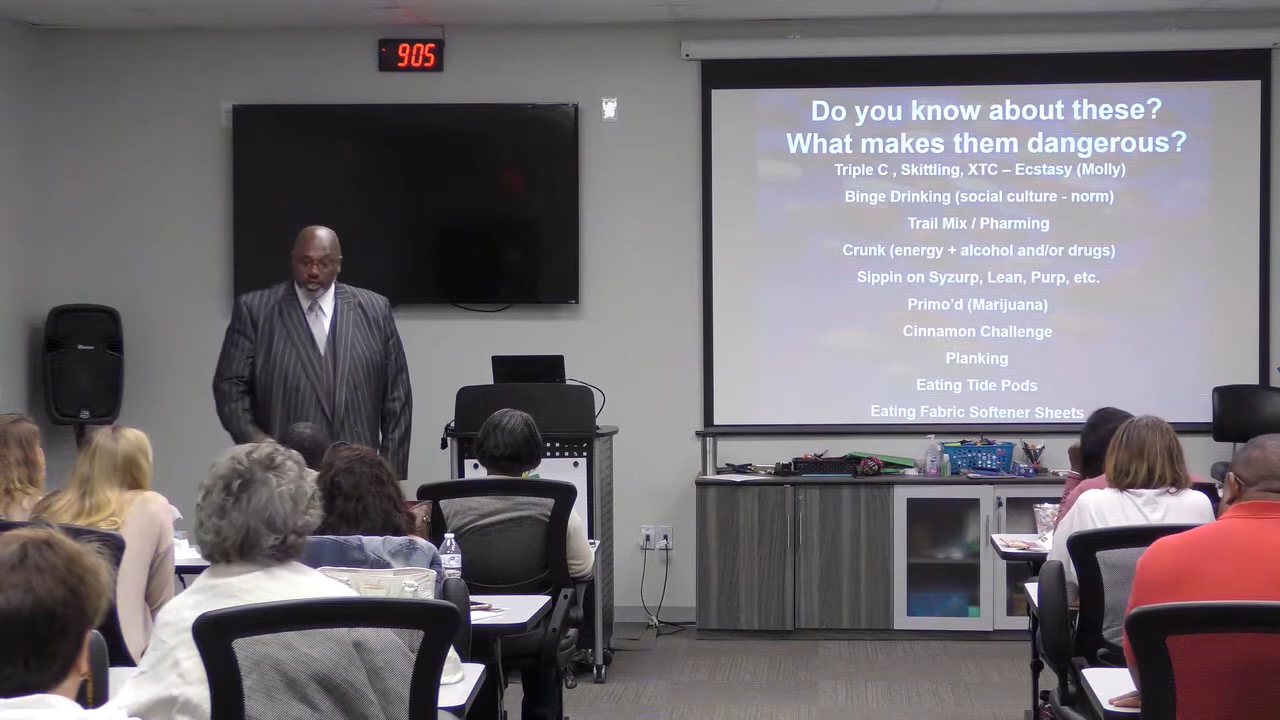 905
Do you know about these?
What makes them dangerous?
Triple C , Skittling, XTC – Ecstasy (Molly)
Binge Drinking (social culture - norm)
Trail Mix / Pharming
Crunk (energy + alcohol and/or drugs)
Sippin on Syzurp, Lean, Purp, etc.
Primo’d (Marijuana)
Cinnamon Challenge
Planking
Eating Tide Pods
Eating Fabric Softener Sheets